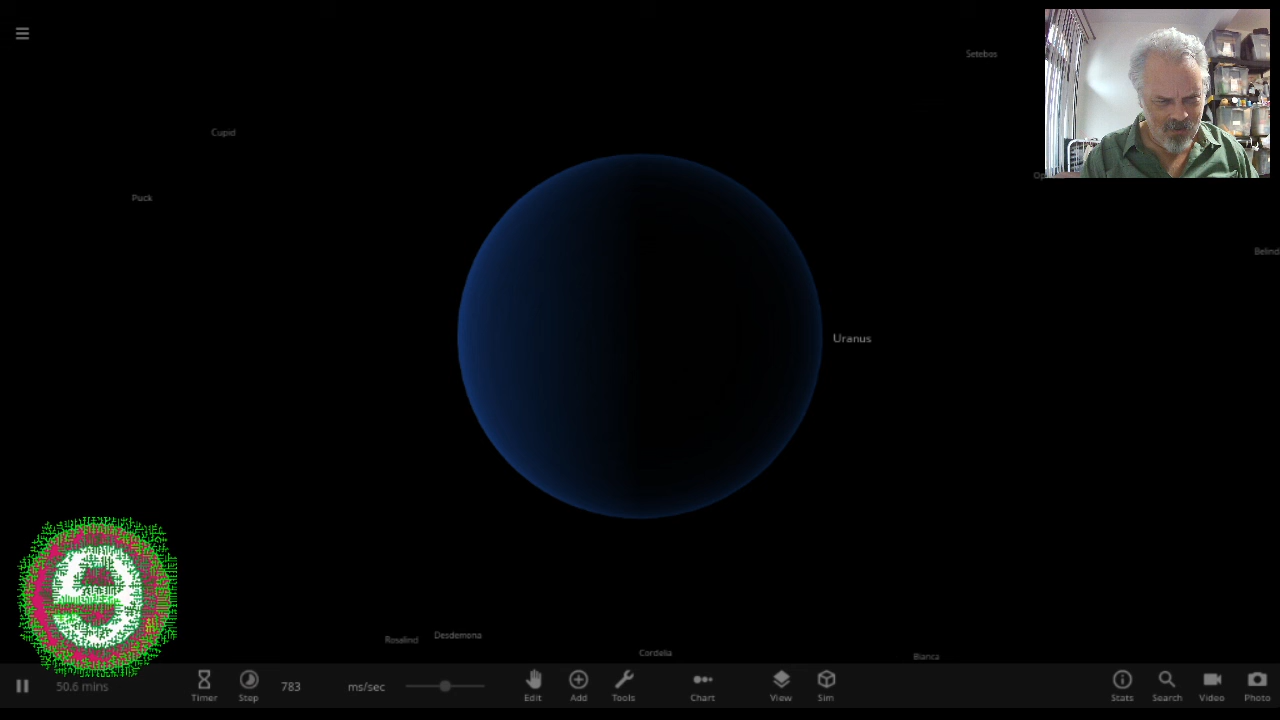 Setebos
Cupid
Puck
Belind
Uranus
Rosalind
Desdemona
Cordelia
Bianca
50.6 mins
Timer
Step
783
ms/sec
Edit
Add
Tools
Chart
View
Sim
Stats
Search
Video
Photo